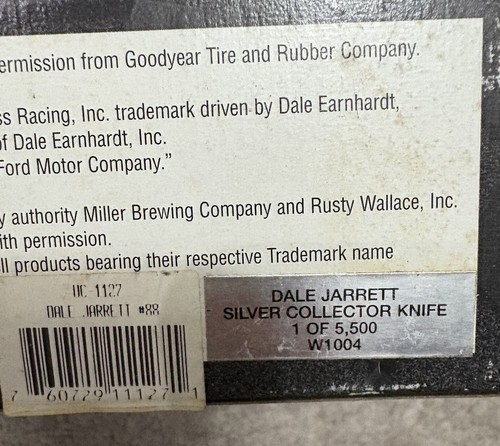 ermission from Goodyear Tire and Rubber Company.
ss Racing, Inc. trademark driven by Dale Earnhardt,
of Dale Earnhardt, Inc.
Ford Motor Company."
y authority Miller Brewing Company and Rusty Wallace, Inc.
ith permission.
ll products bearing their respective Trademark name
UC-1127
DALE JARRETT #88
7 60729 11127 1
DALE JARRETT
SILVER COLLECTOR KNIFE
1 OF 5,500
W1004